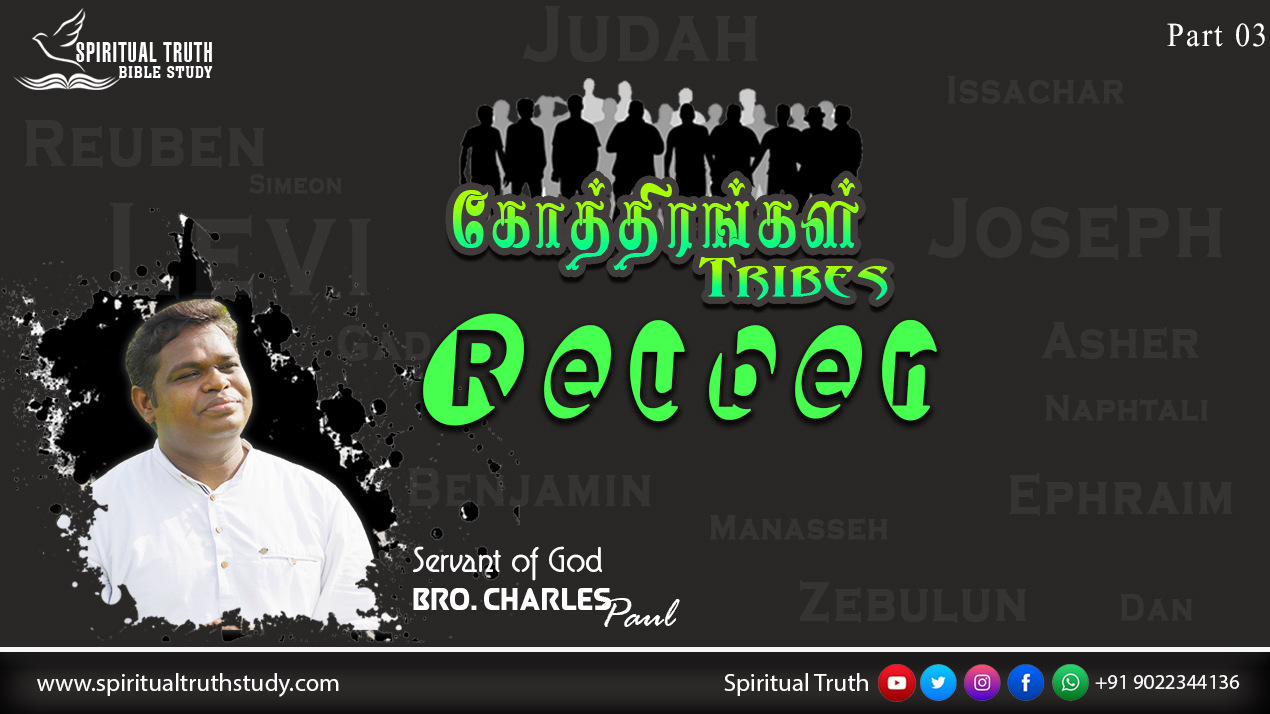 SPIRITUAL TRUTH
BIBLE STUDY
Part 03
JUDAH
ISSACHAR
REUBEN
SIMEON
LEVI
JOSEPH
கோத்திரங்கள்
TRIBES
Reuben
GAD
ASHER
NAPHTALI
BENJAMIN
EPHRAIM
MANASSEH
Servant of God
BRO. CHARLES Paul
ZEBULUN
DAN
www.spiritualtruthstudy.com
Spiritual Truth
+91 9022344136